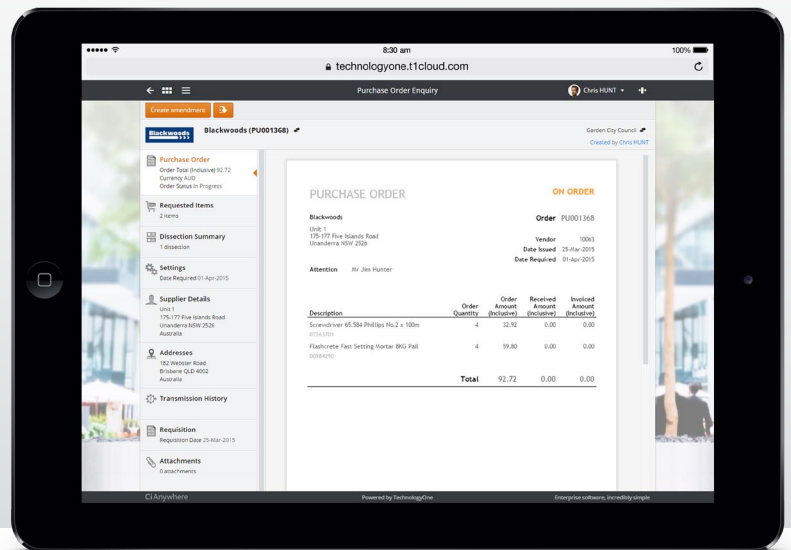 8:30 am
100%
technologyone.t1cloud.com
Purchase Order Enquiry
Chris HUNT
Create amendment
Blackwoods
Blackwoods (PU001368)
Garden City Council
Created by Chris HUNT
Purchase Order
Order Total (Inclusive) 92.72
Currency AUD
Order Status In Progress
Requested Items
2 items
Dissection Summary
1 dissection
Settings
Date Required 01-Apr-2015
Supplier Details
Unit 1
175-177 Five Islands Road
Unanderra NSW 2526
Australia
Addresses
182 Webster Road
Brisbane QLD 4002
Australia
Transmission History
Requisition
Requisition Date 25-Mar-2015
Attachments
0 attachments
PURCHASE ORDER
ON ORDER
Blackwoods
Order PU001368
Unit 1
175-177 Five Islands Road
Unanderra NSW 2526
Vendor 10063
Date Issued 25-Mar-2015
Date Required 01-Apr-2015
Attention Mr Jim Hunter
Description
Order Quantity
Order Amount (Inclusive)
Received Amount (Inclusive)
Invoiced Amount (Inclusive)
Screwdriver 65.584 Phillips No.2 x 100m 4 32.92 0.00 0.00
Flashcrete Fast Setting Mortar 8KG Pail 4 59.80 0.00 0.00
Total 92.72 0.00 0.00
Ci Anywhere
Powered by TechnologyOne
Enterprise software, incredibly simple